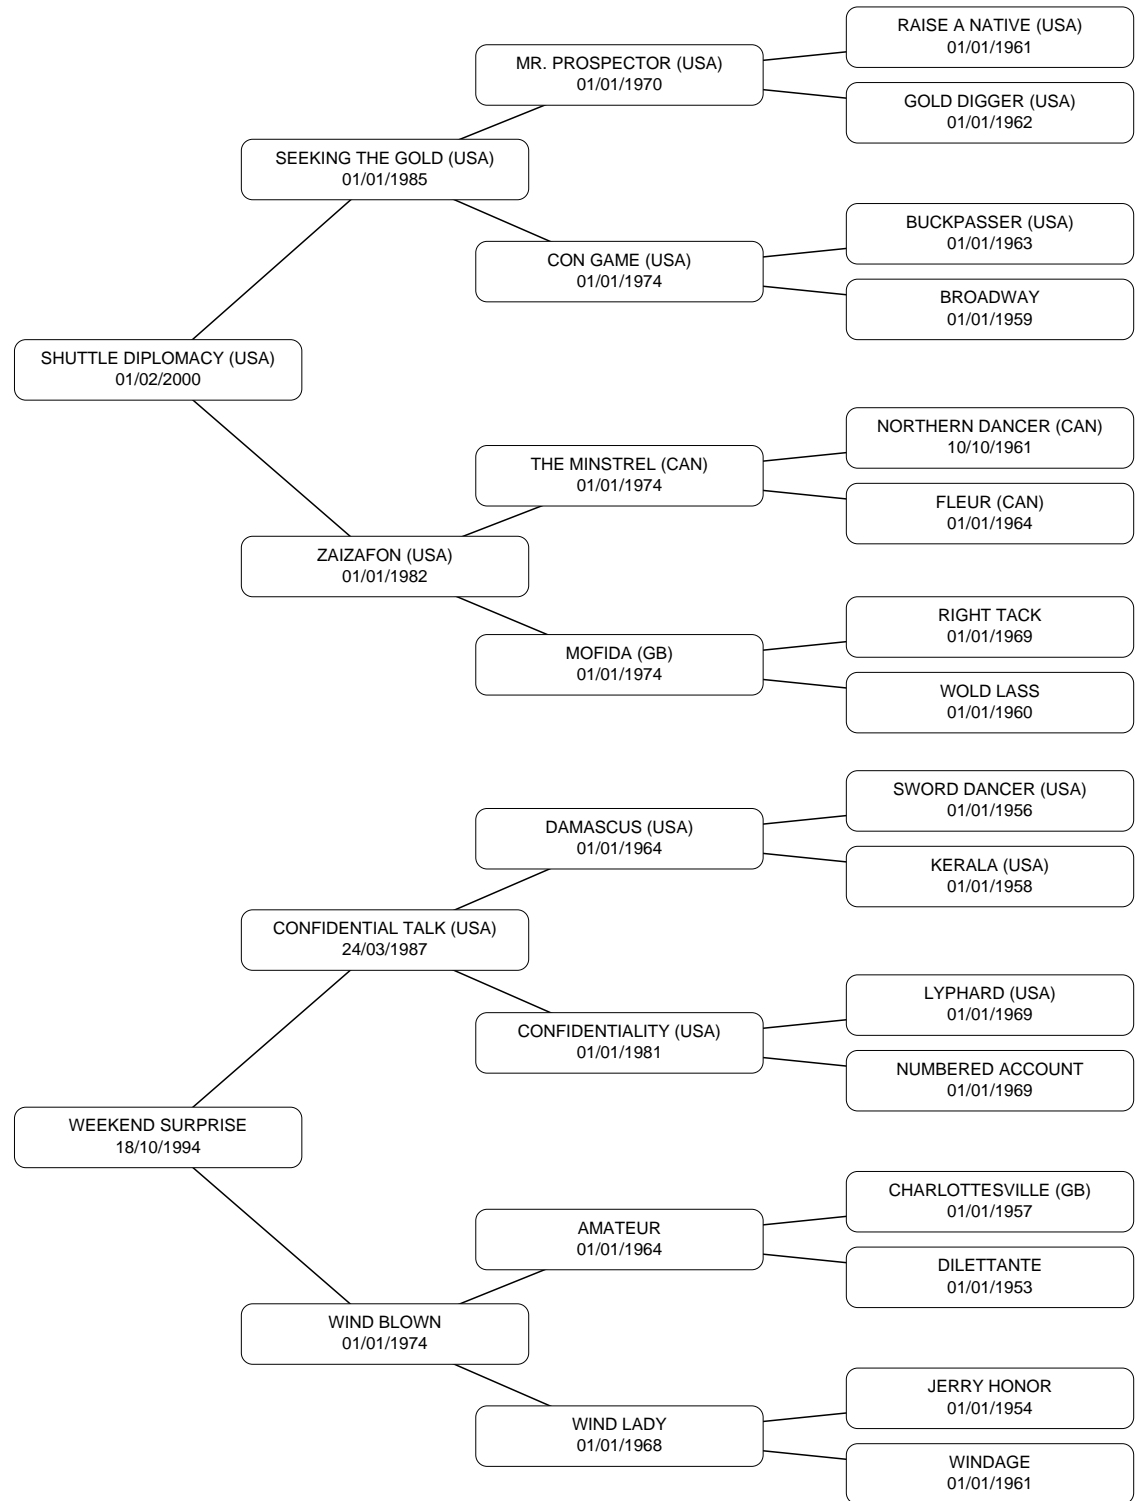 RAISE A NATIVE (USA)
01/01/1961
MR. PROSPECTOR (USA)
01/01/1970
GOLD DIGGER (USA)
01/01/1962
SEEKING THE GOLD (USA)
01/01/1985
BUCKPASSER (USA)
01/01/1963
CON GAME (USA)
01/01/1974
BROADWAY
01/01/1959
SHUTTLE DIPLOMACY (USA)
01/02/2000
NORTHERN DANCER (CAN)
10/10/1961
THE MINSTREL (CAN)
01/01/1974
FLEUR (CAN)
01/01/1964
ZAIZAFON (USA)
01/01/1982
RIGHT TACK
01/01/1969
MOFIDA (GB)
01/01/1974
WOLD LASS
01/01/1960
SWORD DANCER (USA)
01/01/1956
DAMASCUS (USA)
01/01/1964
KERALA (USA)
01/01/1958
CONFIDENTIAL TALK (USA)
24/03/1987
LYPHARD (USA)
01/01/1969
CONFIDENTIALITY (USA)
01/01/1981
NUMBERED ACCOUNT
01/01/1969
WEEKEND SURPRISE
18/10/1994
CHARLOTTESVILLE (GB)
01/01/1957
AMATEUR
01/01/1964
DILETTANTE
01/01/1953
WIND BLOWN
01/01/1974
JERRY HONOR
01/01/1954
WIND LADY
01/01/1968
WINDAGE
01/01/1961